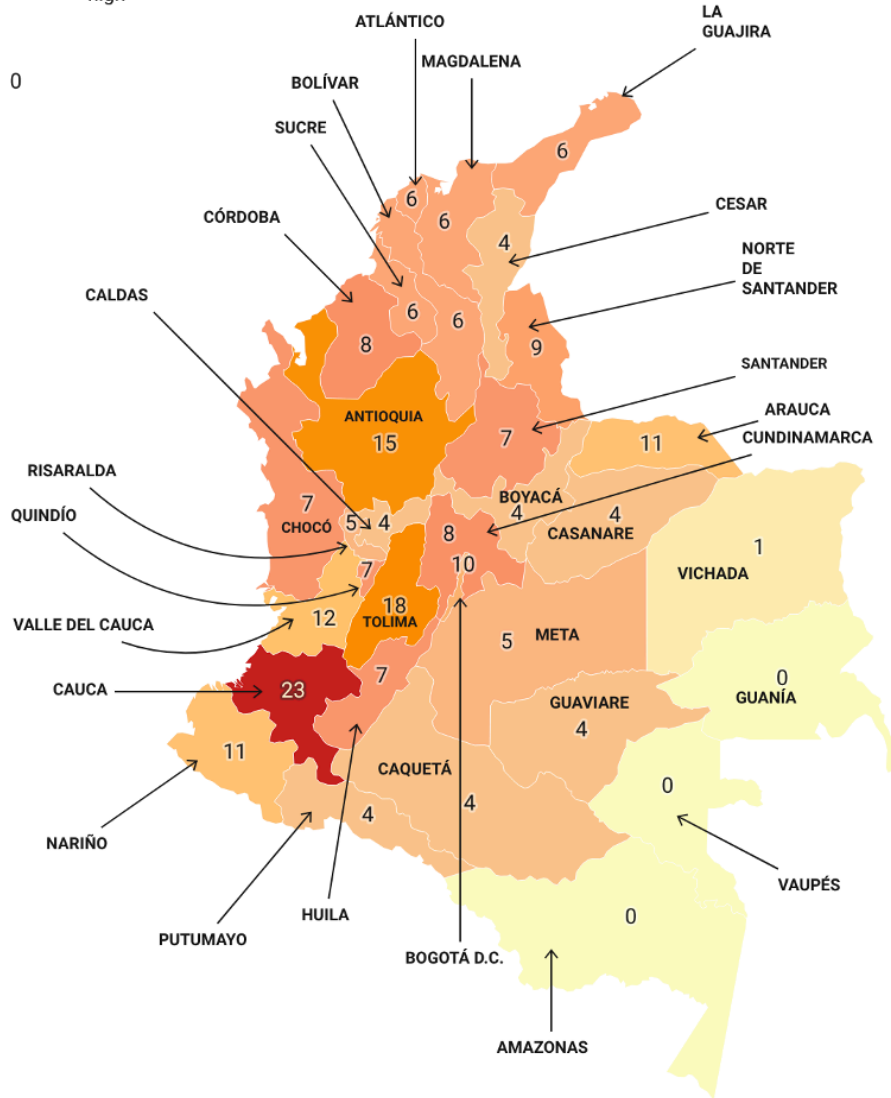 ATLÁNTICO
LA
GUAJIRA
0
MAGDALENA
BOLÍVAR
SUCRE
6
6
CÓRDOBA
6
4
CESAR
NORTE
DE
SANTANDER
CALDAS
6
6
8
9
SANTANDER
ANTIOQUIA
15
7
11
ARAUCA
CUNDINAMARCA
RISARALDA
QUINDÍO
7
CHOCÓ
5
4
8
BOYACÁ
4
4
CASANARE
1
VICHADA
7
10
18
TOLIMA
12
VALLE DEL CAUCA
5
META
CAUCA
23
7
0
GUANÍA
GUAVIARE
4
11
CAQUETÁ
4
4
0
NARIÑO
VAUPÉS
HUILA
PUTUMAYO
0
BOGOTÁ D.C.
AMAZONAS